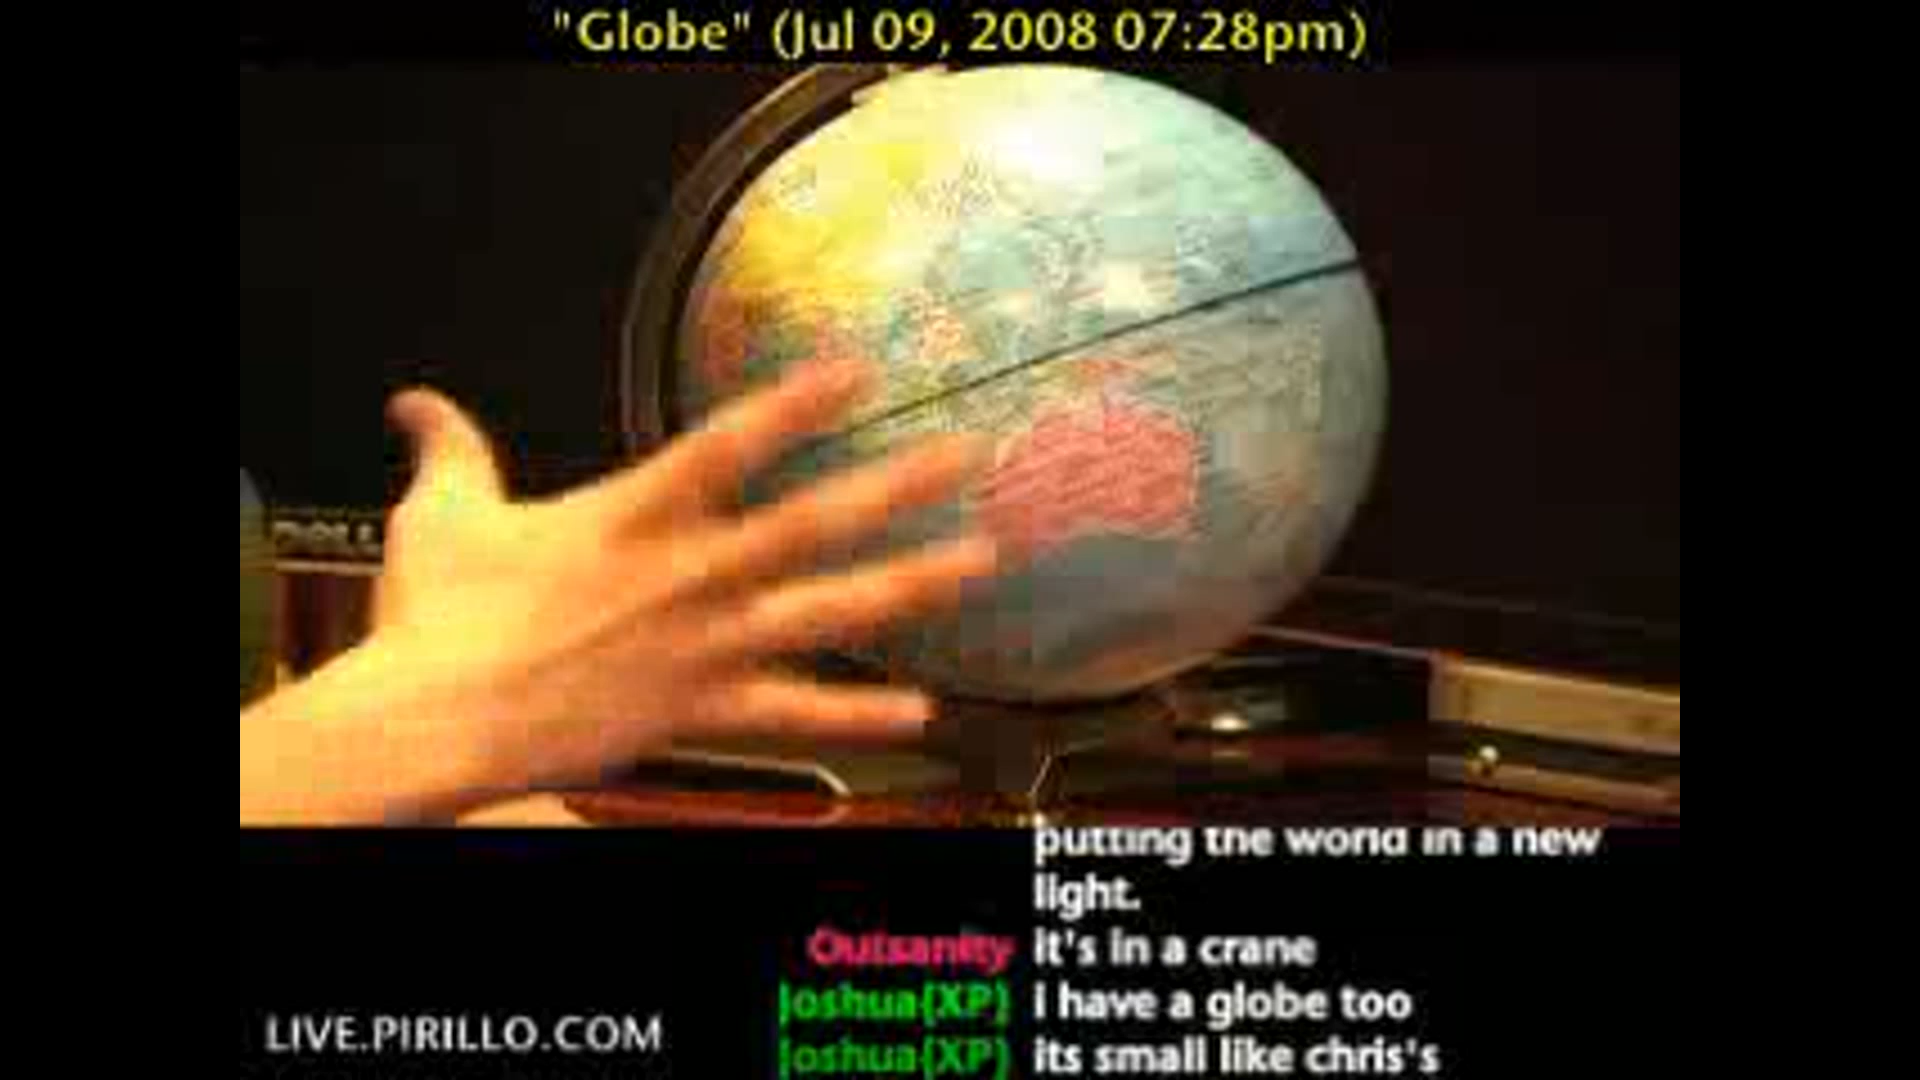 "Globe" (Jul 09, 2008 07:28pm)
putting the world in a new
light.
Outsanity it's in a crane
Joshua(XP) i have a globe too
LIVE.PIRILLO.COM
Joshua(XP) its small like chris's